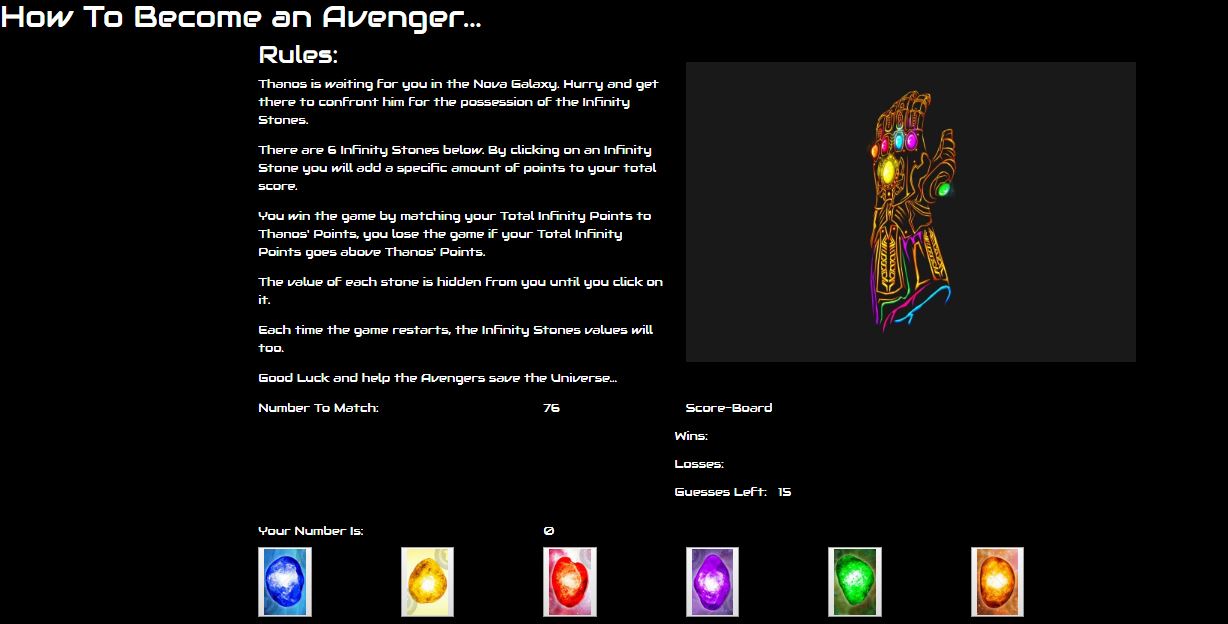 How To Become an Avenger...
Rules:
Thanos is waiting for you in the Nova Galaxy. Hurry and get
there to confront him for the possession of the Infinity
Stones.
There are 6 Infinity Stones below. By clicking on an Infinity
Stone you will add a specific amount of points to your total
score.
You win the game by matching your Total Infinity Points to
Thanos' Points, you lose the game if your Total Infinity
Points goes above Thanos' Points.
The value of each stone is hidden from you until you click on
it.
Each time the game restarts, the Infinity Stones values will
too.
Good Luck and help the Avengers save the Universe...
Number To Match: 76
Score-Board
Wins:
Losses:
Guesses Left: 15
Your Number Is: 0